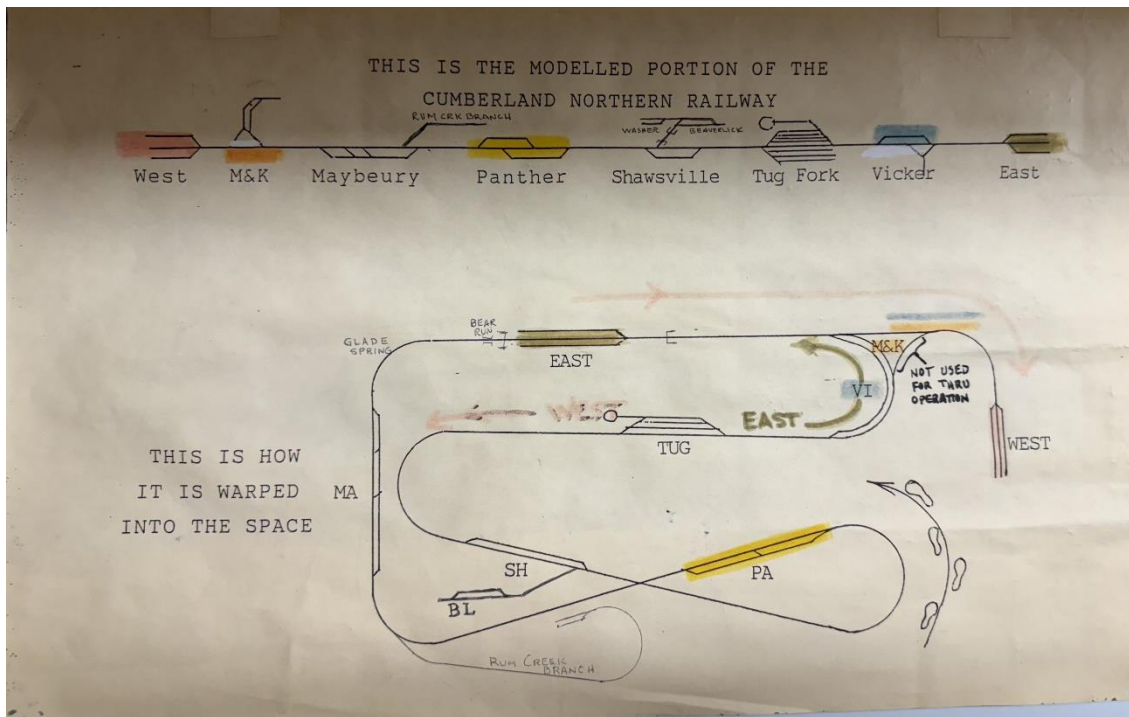 THIS IS THE MODELLED PORTION OF THE
CUMBERLAND NORTHERN RAILWAY
RUM CRK BRANCH
WASHER
BEAVERLICK
West
M&K
Maybeury
Panther
Shawsville
Tug Fork
Vicker
East
GLADE
SPRING
BEAR
RUN
EAST
E
M&K
NOT USED
FOR THRU
OPERATION
VI
WEST
EAST
TUG
WEST
THIS IS HOW
IT IS WARPED
INTO THE SPACE
MA
SH
BL
PA
RUM CREEK
BRANCH